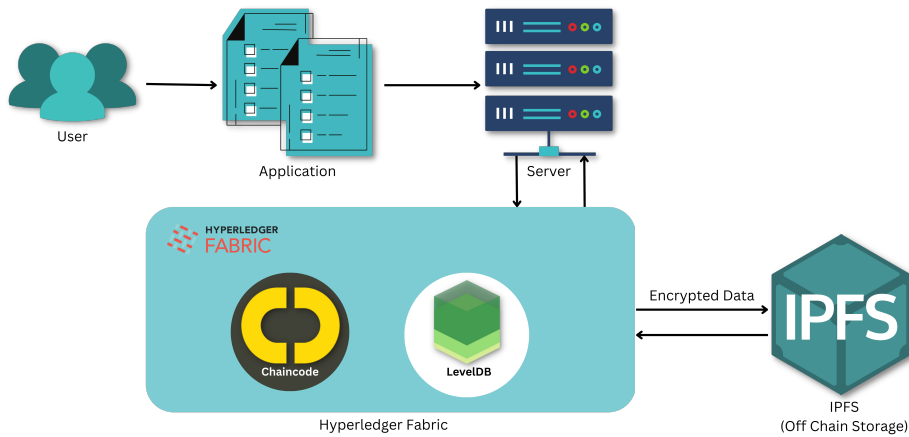 User
Application
Server
HYPERLEDGER
FABRIC
Chaincode
LevelDB
Encrypted Data
IPFS
Hyperledger Fabric
IPFS
(Off Chain Storage)